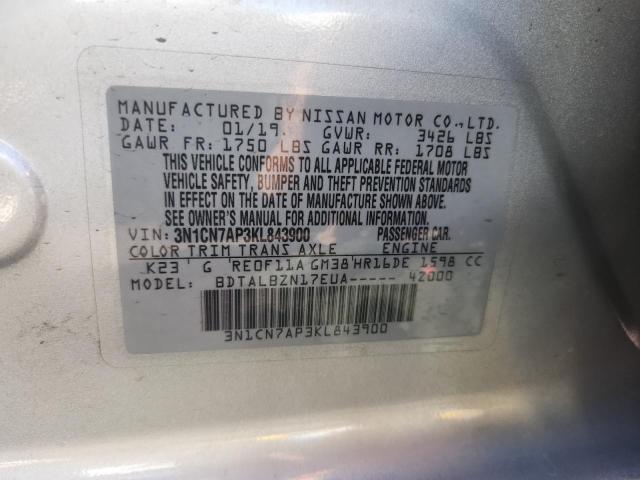 MANUFACTURED BY NISSAN MOTOR CO.,LTD.
DATE: 01/19. GVWR: 3426 LBS
GAWR FR: 1750 LBS GAWR RR: 1708 LBS
THIS VEHICLE CONFORMS TO ALL APPLICABLE FEDERAL MOTOR
VEHICLE SAFETY, BUMPER AND THEFT PREVENTION STANDARDS
IN EFFECT ON THE DATE OF MANUFACTURE SHOWN ABOVE.
SEE OWNER'S MANUAL FOR ADDITIONAL INFORMATION.
VIN: 3N1CN7AP3KL843900 PASSENGER CAR.
COLOR TRIM TRANS AXLE ENGINE
K23 G RE0F11A GM38 HR16DE 1598 CC
MODEL: BDTALBZN17EUA----- 42000
3N1CN7AP3KL843900